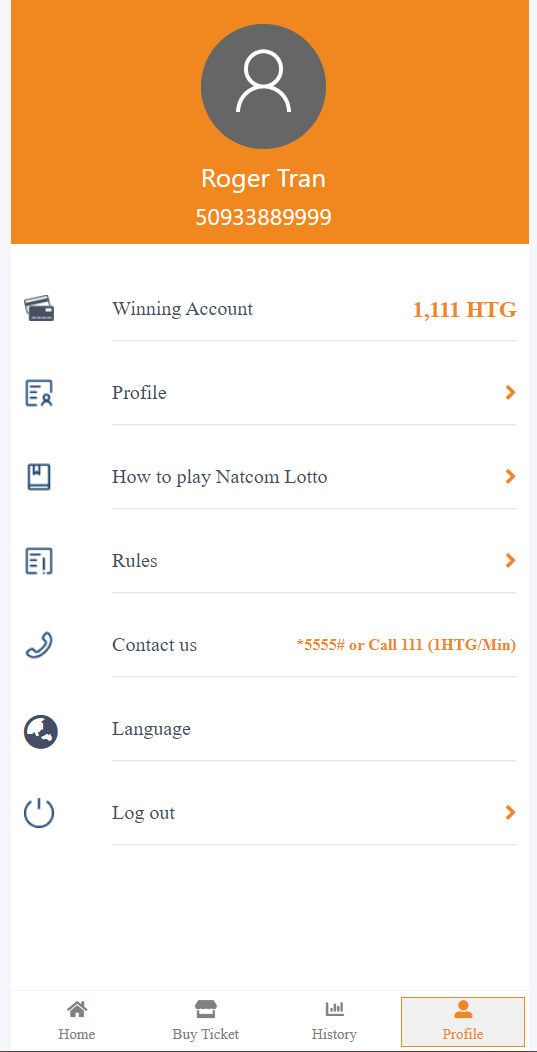 Roger Tran
50933889999
Winning Account 1,111 HTG
Profile
How to play Natcom Lotto
Rules
Contact us *5555# or Call 111 (1HTG/Min)
Language
Log out
Home Buy Ticket History Profile